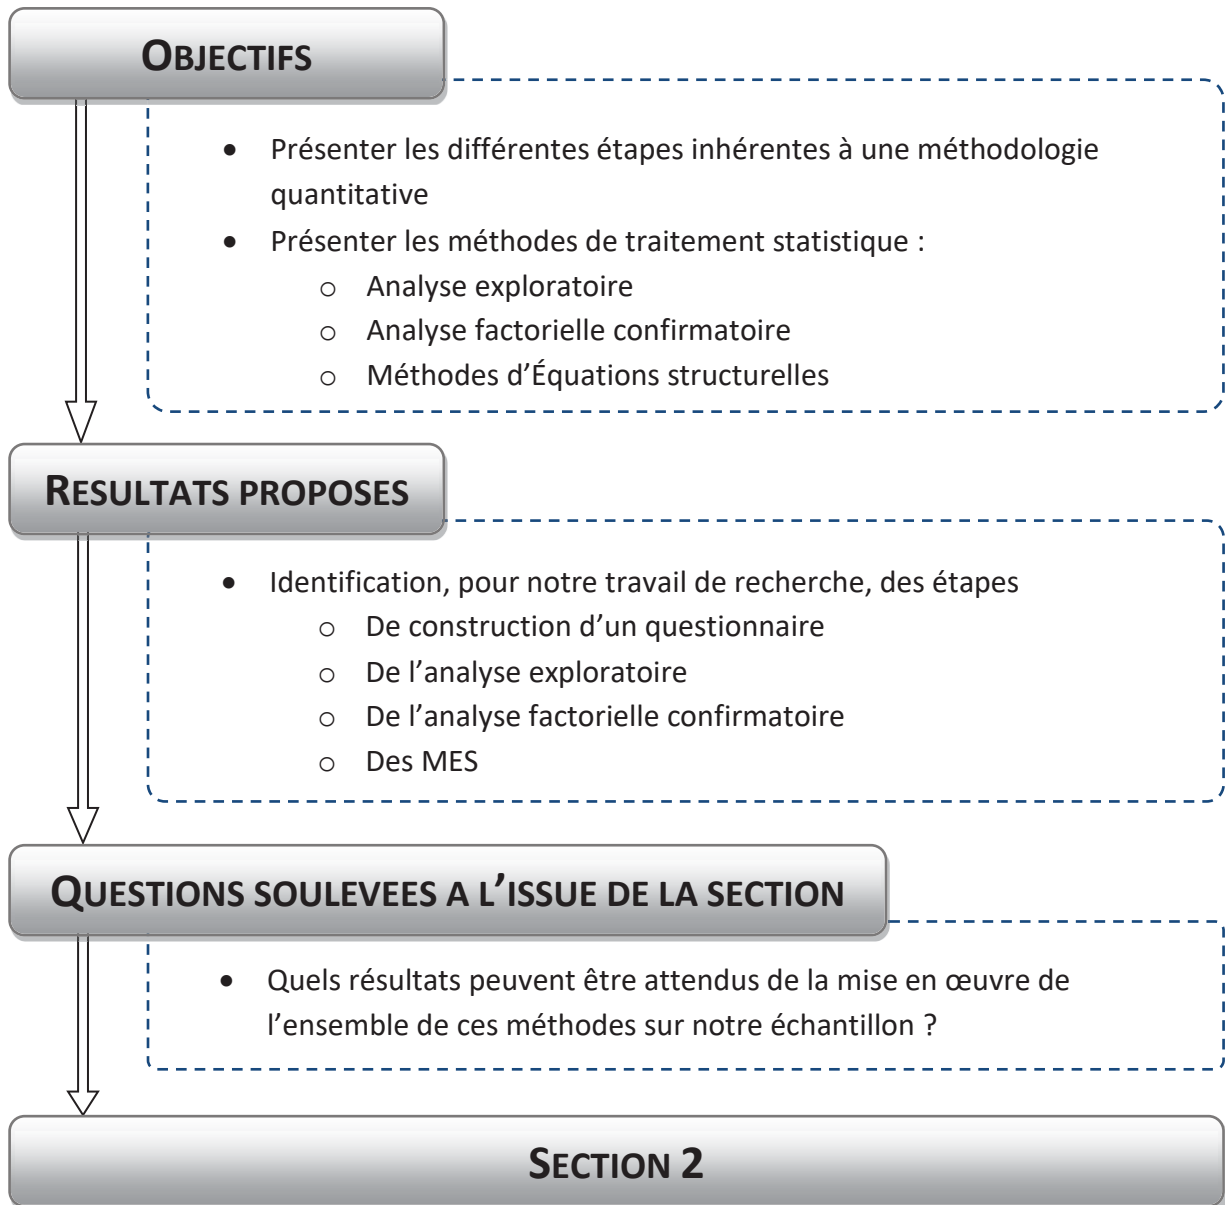 OBJECTIFS
• Présenter les différentes étapes inhérentes à une méthodologie
quantitative
• Présenter les méthodes de traitement statistique :
o Analyse exploratoire
o Analyse factorielle confirmatoire
o Méthodes d’Équations structurelles
RESULTATS PROPOSES
• Identification, pour notre travail de recherche, des étapes
o De construction d’un questionnaire
o De l’analyse exploratoire
o De l’analyse factorielle confirmatoire
o Des MES
QUESTIONS SOULEVEES A L’ISSUE DE LA SECTION
• Quels résultats peuvent être attendus de la mise en œuvre de
l’ensemble de ces méthodes sur notre échantillon ?
SECTION 2